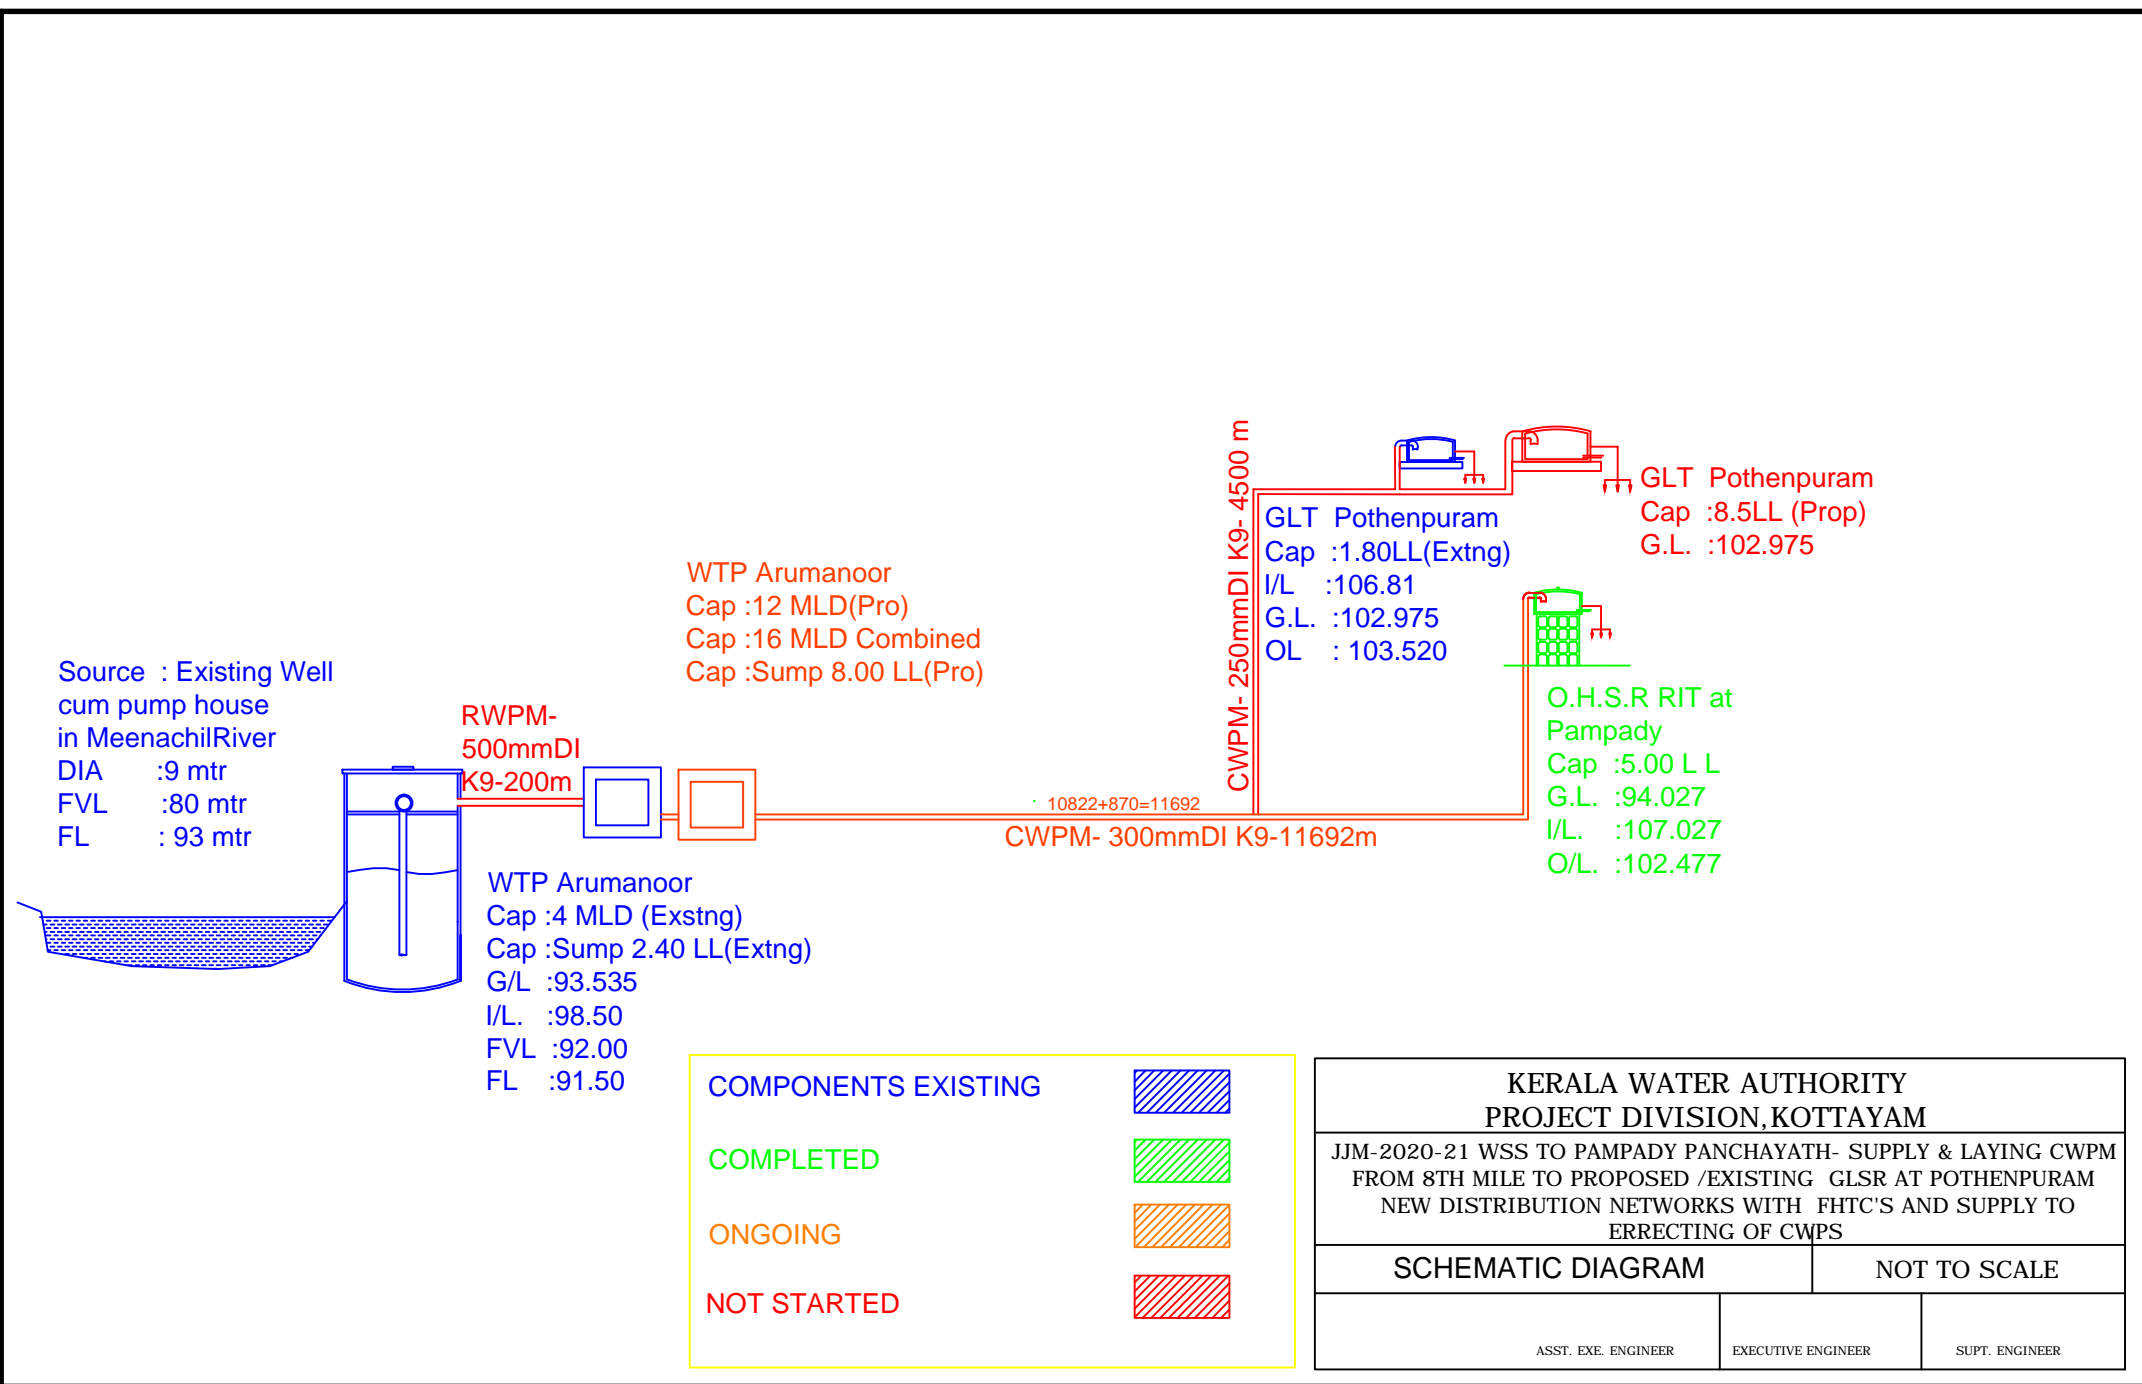 CWPM- 250mmDI K9- 4500 m
GLT Pothenpuram
Cap :8.5LL (Prop)
G.L. :102.975
GLT Pothenpuram
Cap :1.80LL(Extng)
I/L :106.81
G.L. :102.975
OL : 103.520
WTP Arumanoor
Cap :12 MLD(Pro)
Cap :16 MLD Combined
Cap :Sump 8.00 LL(Pro)
Source : Existing Well
cum pump house
in MeenachilRiver
DIA :9 mtr
FVL :80 mtr
FL : 93 mtr
RWPM-
500mmDI
K9-200m
10822+870=11692
CWPM- 300mmDI K9-11692m
O.H.S.R RIT at
Pampady
Cap :5.00 L L
G.L. :94.027
I/L. :107.027
O/L. :102.477
WTP Arumanoor
Cap :4 MLD (Exstng)
Cap :Sump 2.40 LL(Extng)
G/L :93.535
I/L. :98.50
FVL :92.00
FL :91.50
COMPONENTS EXISTING
COMPLETED
ONGOING
NOT STARTED
KERALA WATER AUTHORITY
PROJECT DIVISION,KOTTAYAM
JJM-2020-21 WSS TO PAMPADY PANCHAYATH- SUPPLY & LAYING CWPM
FROM 8TH MILE TO PROPOSED /EXISTING GLSR AT POTHENPURAM
NEW DISTRIBUTION NETWORKS WITH FHTC'S AND SUPPLY TO
ERRECTING OF CWPS
SCHEMATIC DIAGRAM
NOT TO SCALE
ASST. EXE. ENGINEER
EXECUTIVE ENGINEER
SUPT. ENGINEER